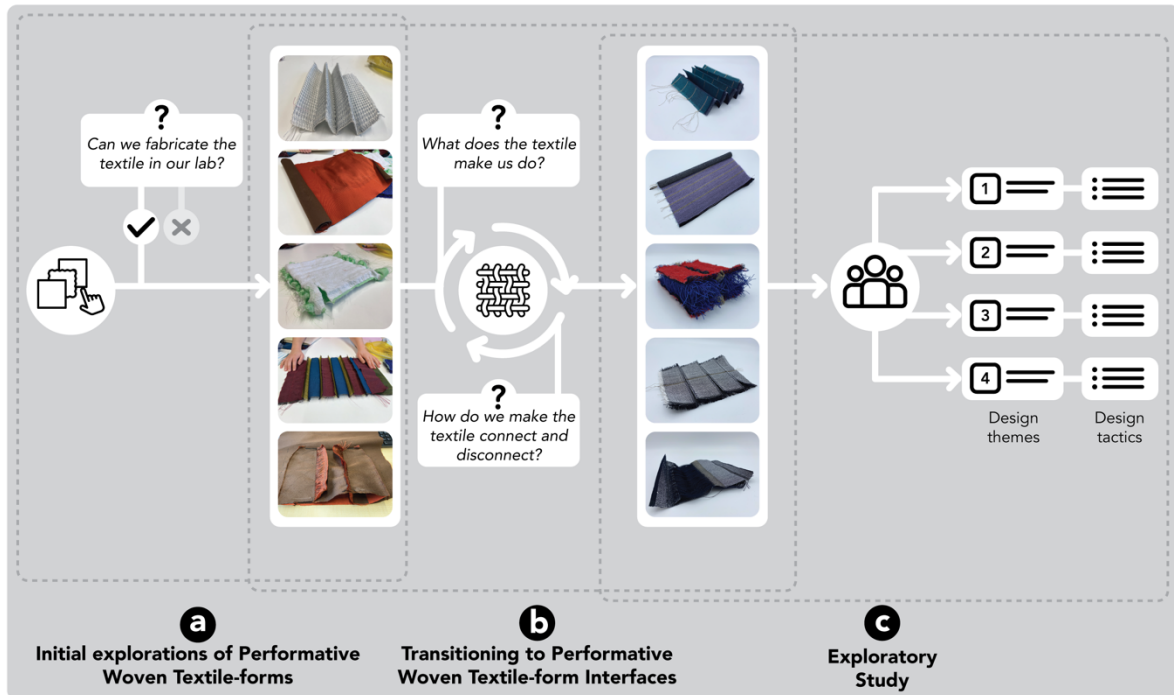 ?
Can we fabricate the
textile in our lab?
?
What does the textile
make us do?
?
How do we make the
textile connect and
disconnect?
1
2
3
4
Design
themes
Design
tactics
a
Initial explorations of Performative
Woven Textile-forms
b
Transitioning to Performative
Woven Textile-form Interfaces
c
Exploratory
Study